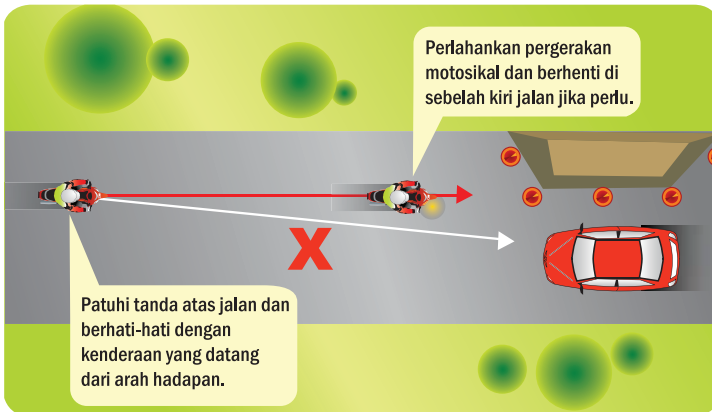 Perlahankan pergerakan
motosikal dan berhenti di
sebelah kiri jalan jika perlu.
X
Patuhi tanda atas jalan dan
berhati-hati dengan
kenderaan yang datang
dari arah hadapan.